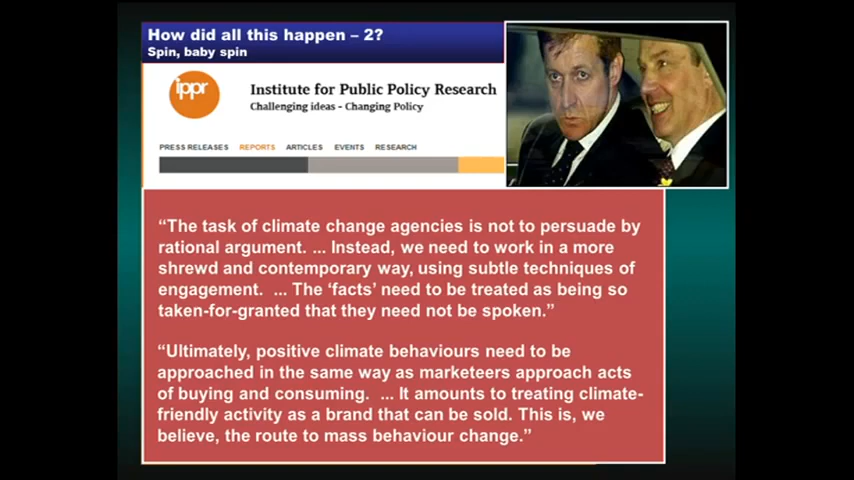 How did all this happen – 2?
Spin, baby spin
ippr
Institute for Public Policy Research
Challenging ideas - Changing Policy
PRESS RELEASES REPORTS ARTICLES EVENTS RESEARCH
“The task of climate change agencies is not to persuade by
rational argument. ... Instead, we need to work in a more
shrewd and contemporary way, using subtle techniques of
engagement. ... The ‘facts’ need to be treated as being so
taken-for-granted that they need not be spoken.”
“Ultimately, positive climate behaviours need to be
approached in the same way as marketeers approach acts
of buying and consuming. ... It amounts to treating climate-
friendly activity as a brand that can be sold. This is, we
believe, the route to mass behaviour change.”